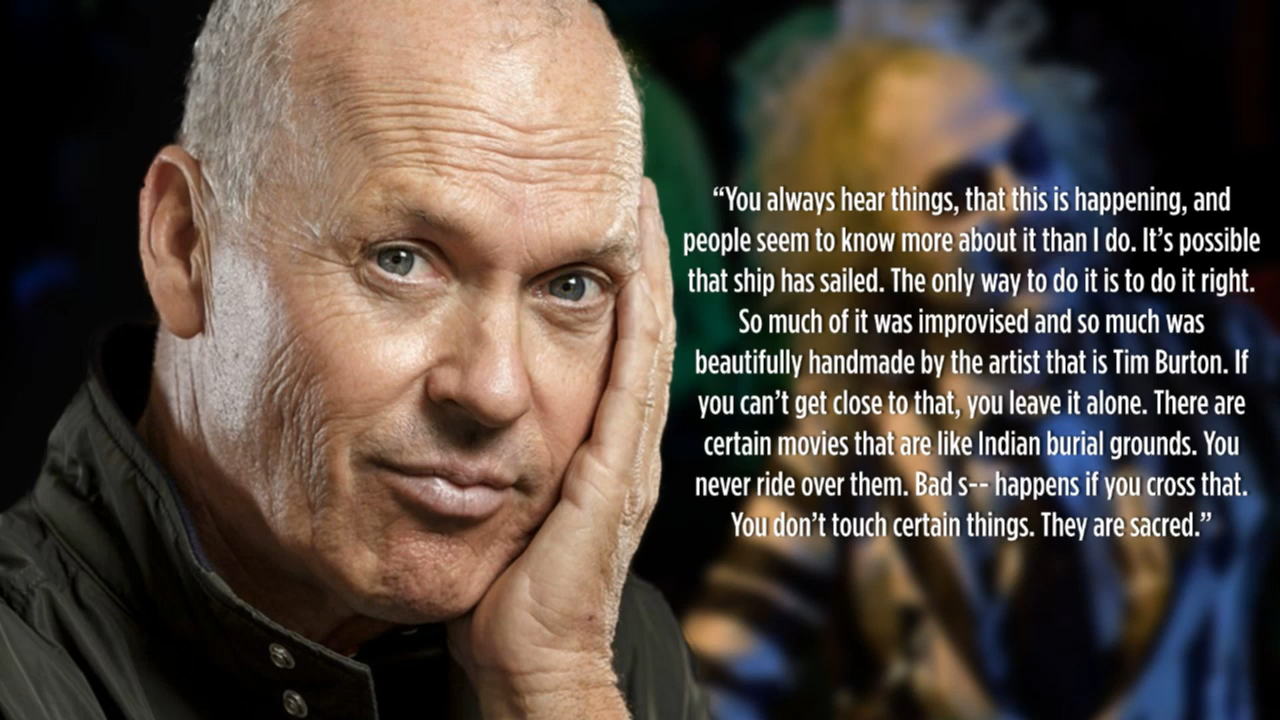 “You always hear things, that this is happening, and
people seem to know more about it than I do. It’s possible
that ship has sailed. The only way to do it is to do it right.
So much of it was improvised and so much was
beautifully handmade by the artist that is Tim Burton. If
you can’t get close to that, you leave it alone. There are
certain movies that are like Indian burial grounds. You
never ride over them. Bad s-- happens if you cross that.
You don’t touch certain things. They are sacred.”